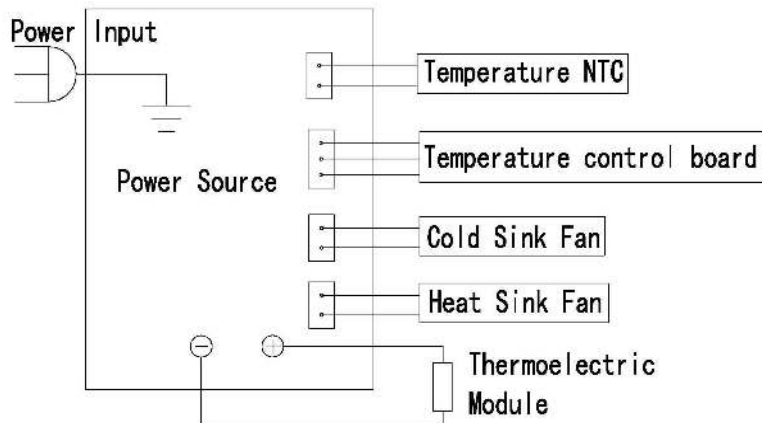 Power Input
Temperature NTC
Temperature control board
Power Source
Cold Sink Fan
Heat Sink Fan
Thermoelectric
Module